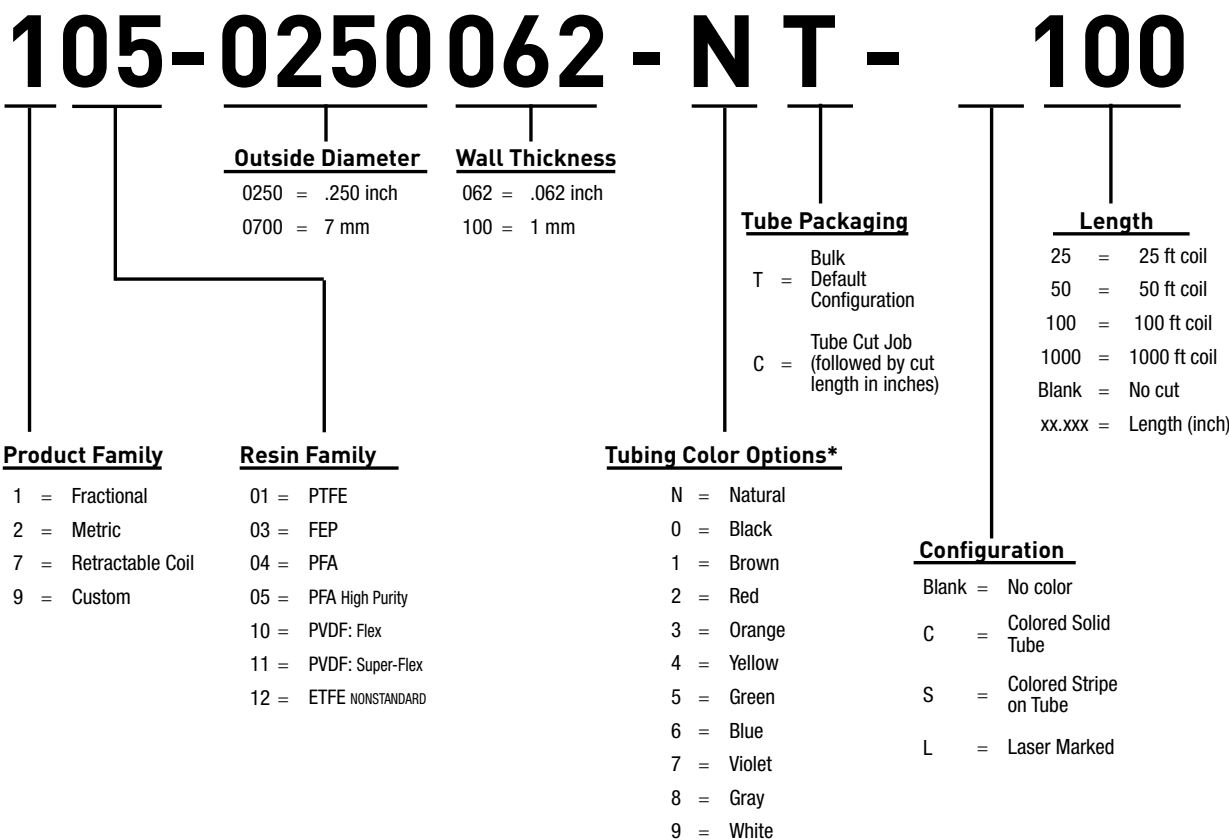 105-0250062 - NT - 100
Outside Diameter
0250 = .250 inch
0700 = 7 mm
Wall Thickness
062 = .062 inch
100 = 1 mm
Tube Packaging
T = Bulk
Default
Configuration
C = Tube Cut Job
(followed by cut
length in inches)
Length
25 = 25 ft coil
50 = 50 ft coil
100 = 100 ft coil
1000 = 1000 ft coil
Blank = No cut
xx.xxx = Length (inch)
Product Family
1 = Fractional
2 = Metric
7 = Retractable Coil
9 = Custom
Resin Family
01 = PTFE
03 = FEP
04 = PFA
05 = PFA High Purity
10 = PVDF: Flex
11 = PVDF: Super-Flex
12 = ETFE NONSTANDARD
Tubing Color Options*
N = Natural
0 = Black
1 = Brown
2 = Red
3 = Orange
4 = Yellow
5 = Green
6 = Blue
7 = Violet
8 = Gray
9 = White
Configuration
Blank = No color
C = Colored Solid
Tube
S = Colored Stripe
on Tube
L = Laser Marked